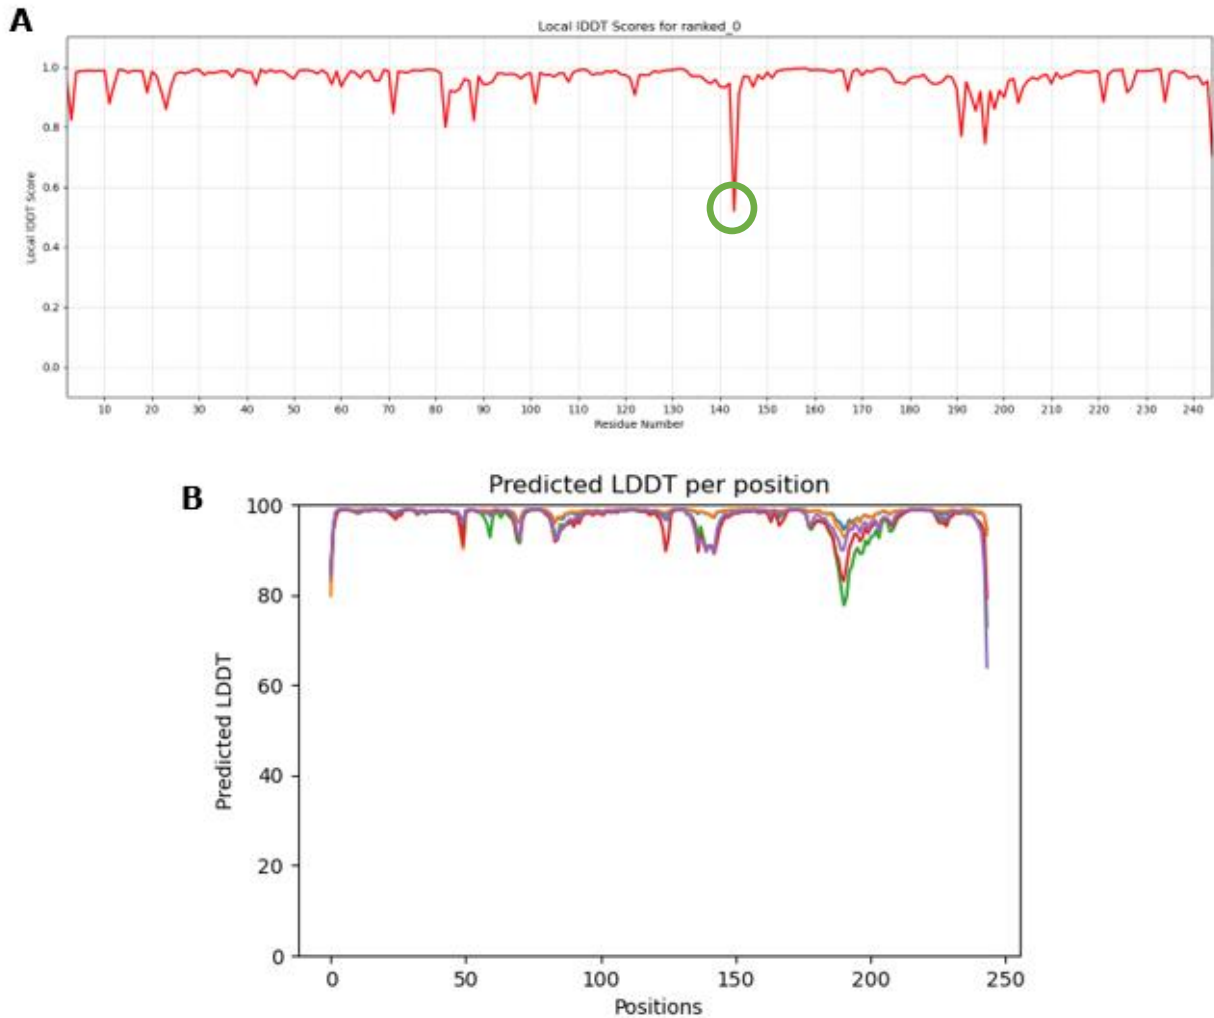 A
Local lDDT Scores for ranked_0
1.0
0.8
0.6
0.4
0.2
0.0
Local lDDT Score
10 20 30 40 50 60 70 80 90 100 110 120 130 140 150 160 170 180 190 200 210 220 230 240
Residue Number
B
Predicted LDDT per position
100
80
60
40
20
0
Predicted LDDT
0 50 100 150 200 250
Positions